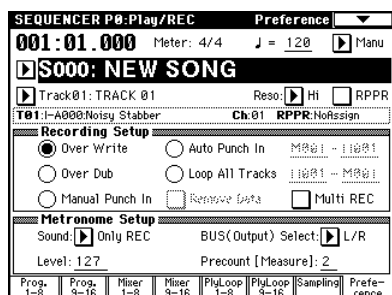 SEQUENCER P0:Play/REC Preference
001:01.000 Meter: 4/4 ♩ = 120 Manu
S000: NEW SONG
Track01: TRACK 01 Reso: Hi RPPR
T01:I-A000:Noisy Stabber Ch:01 RPPR:NoAssign
Recording Setup
Over Write Auto Punch In M001 - M001
Over Dub Loop All Tracks M001 - M001
Manual Punch In Remove Data Multi REC
Metronome Setup
Sound: Only REC BUS(Output) Select: L/R
Level: 127 Precount [Measure]: 2
Prog. 1-8 Prog. 9-16 Mixer 1-8 Mixer 9-16 PlyLoop 1-8 PlyLoop 9-16 Sampling Prefe-rence